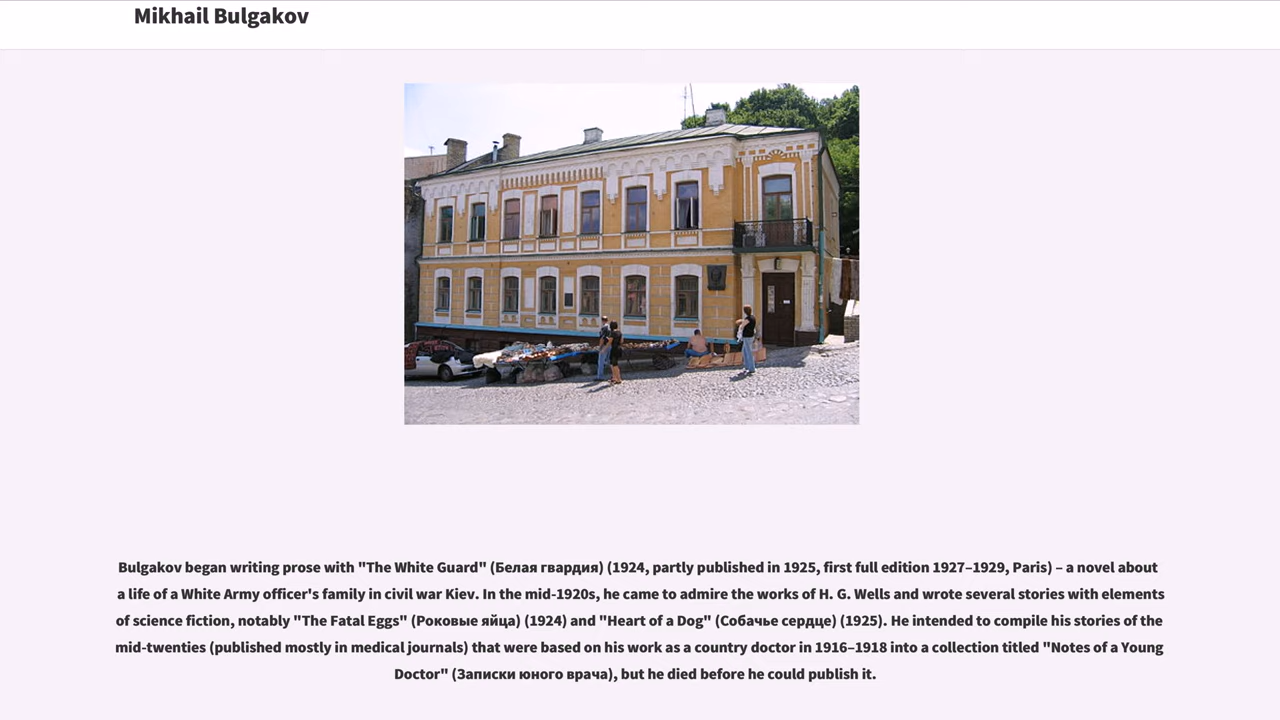 Mikhail Bulgakov
Bulgakov began writing prose with "The White Guard" (Белая гвардия) (1924, partly published in 1925, first full edition 1927–1929, Paris) – a novel about
a life of a White Army officer's family in civil war Kiev. In the mid-1920s, he came to admire the works of H. G. Wells and wrote several stories with elements
of science fiction, notably "The Fatal Eggs" (Роковые яйца) (1924) and "Heart of a Dog" (Собачье сердце) (1925). He intended to compile his stories of the
mid-twenties (published mostly in medical journals) that were based on his work as a country doctor in 1916–1918 into a collection titled "Notes of a Young
Doctor" (Записки юного врача), but he died before he could publish it.